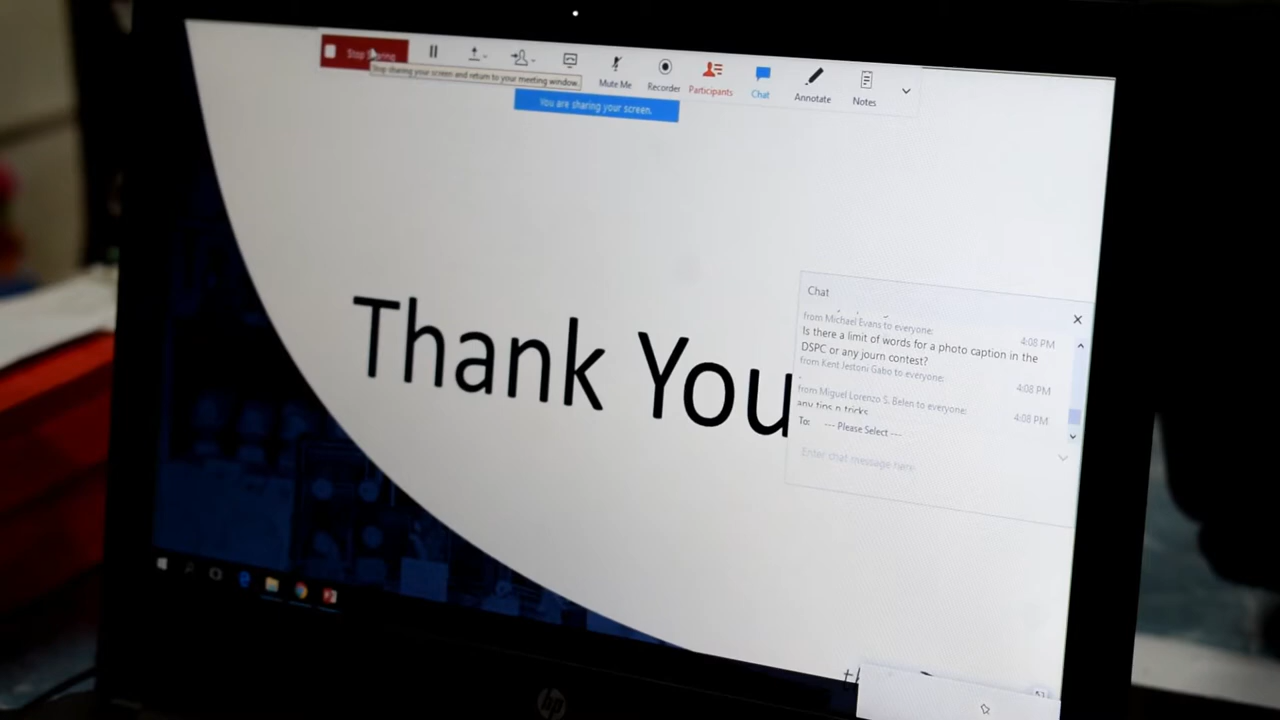 Stop Sharing
Stop sharing your screen and return to your meeting window.
Mute Me
Recorder
Participants
Chat
Annotate
Notes
You are sharing your screen.
Thank You
Chat
from Michael Evans to everyone:
4:08 PM
Is there a limit of words for a photo caption in the
DSPC or any journ contest?
from Kent Jestoni Gabo to everyone:
4:08 PM
.
from Miguel Lorenzo S. Belen to everyone:
4:08 PM
any tips n tricks
To: --- Please Select ---
Enter chat message here
hp